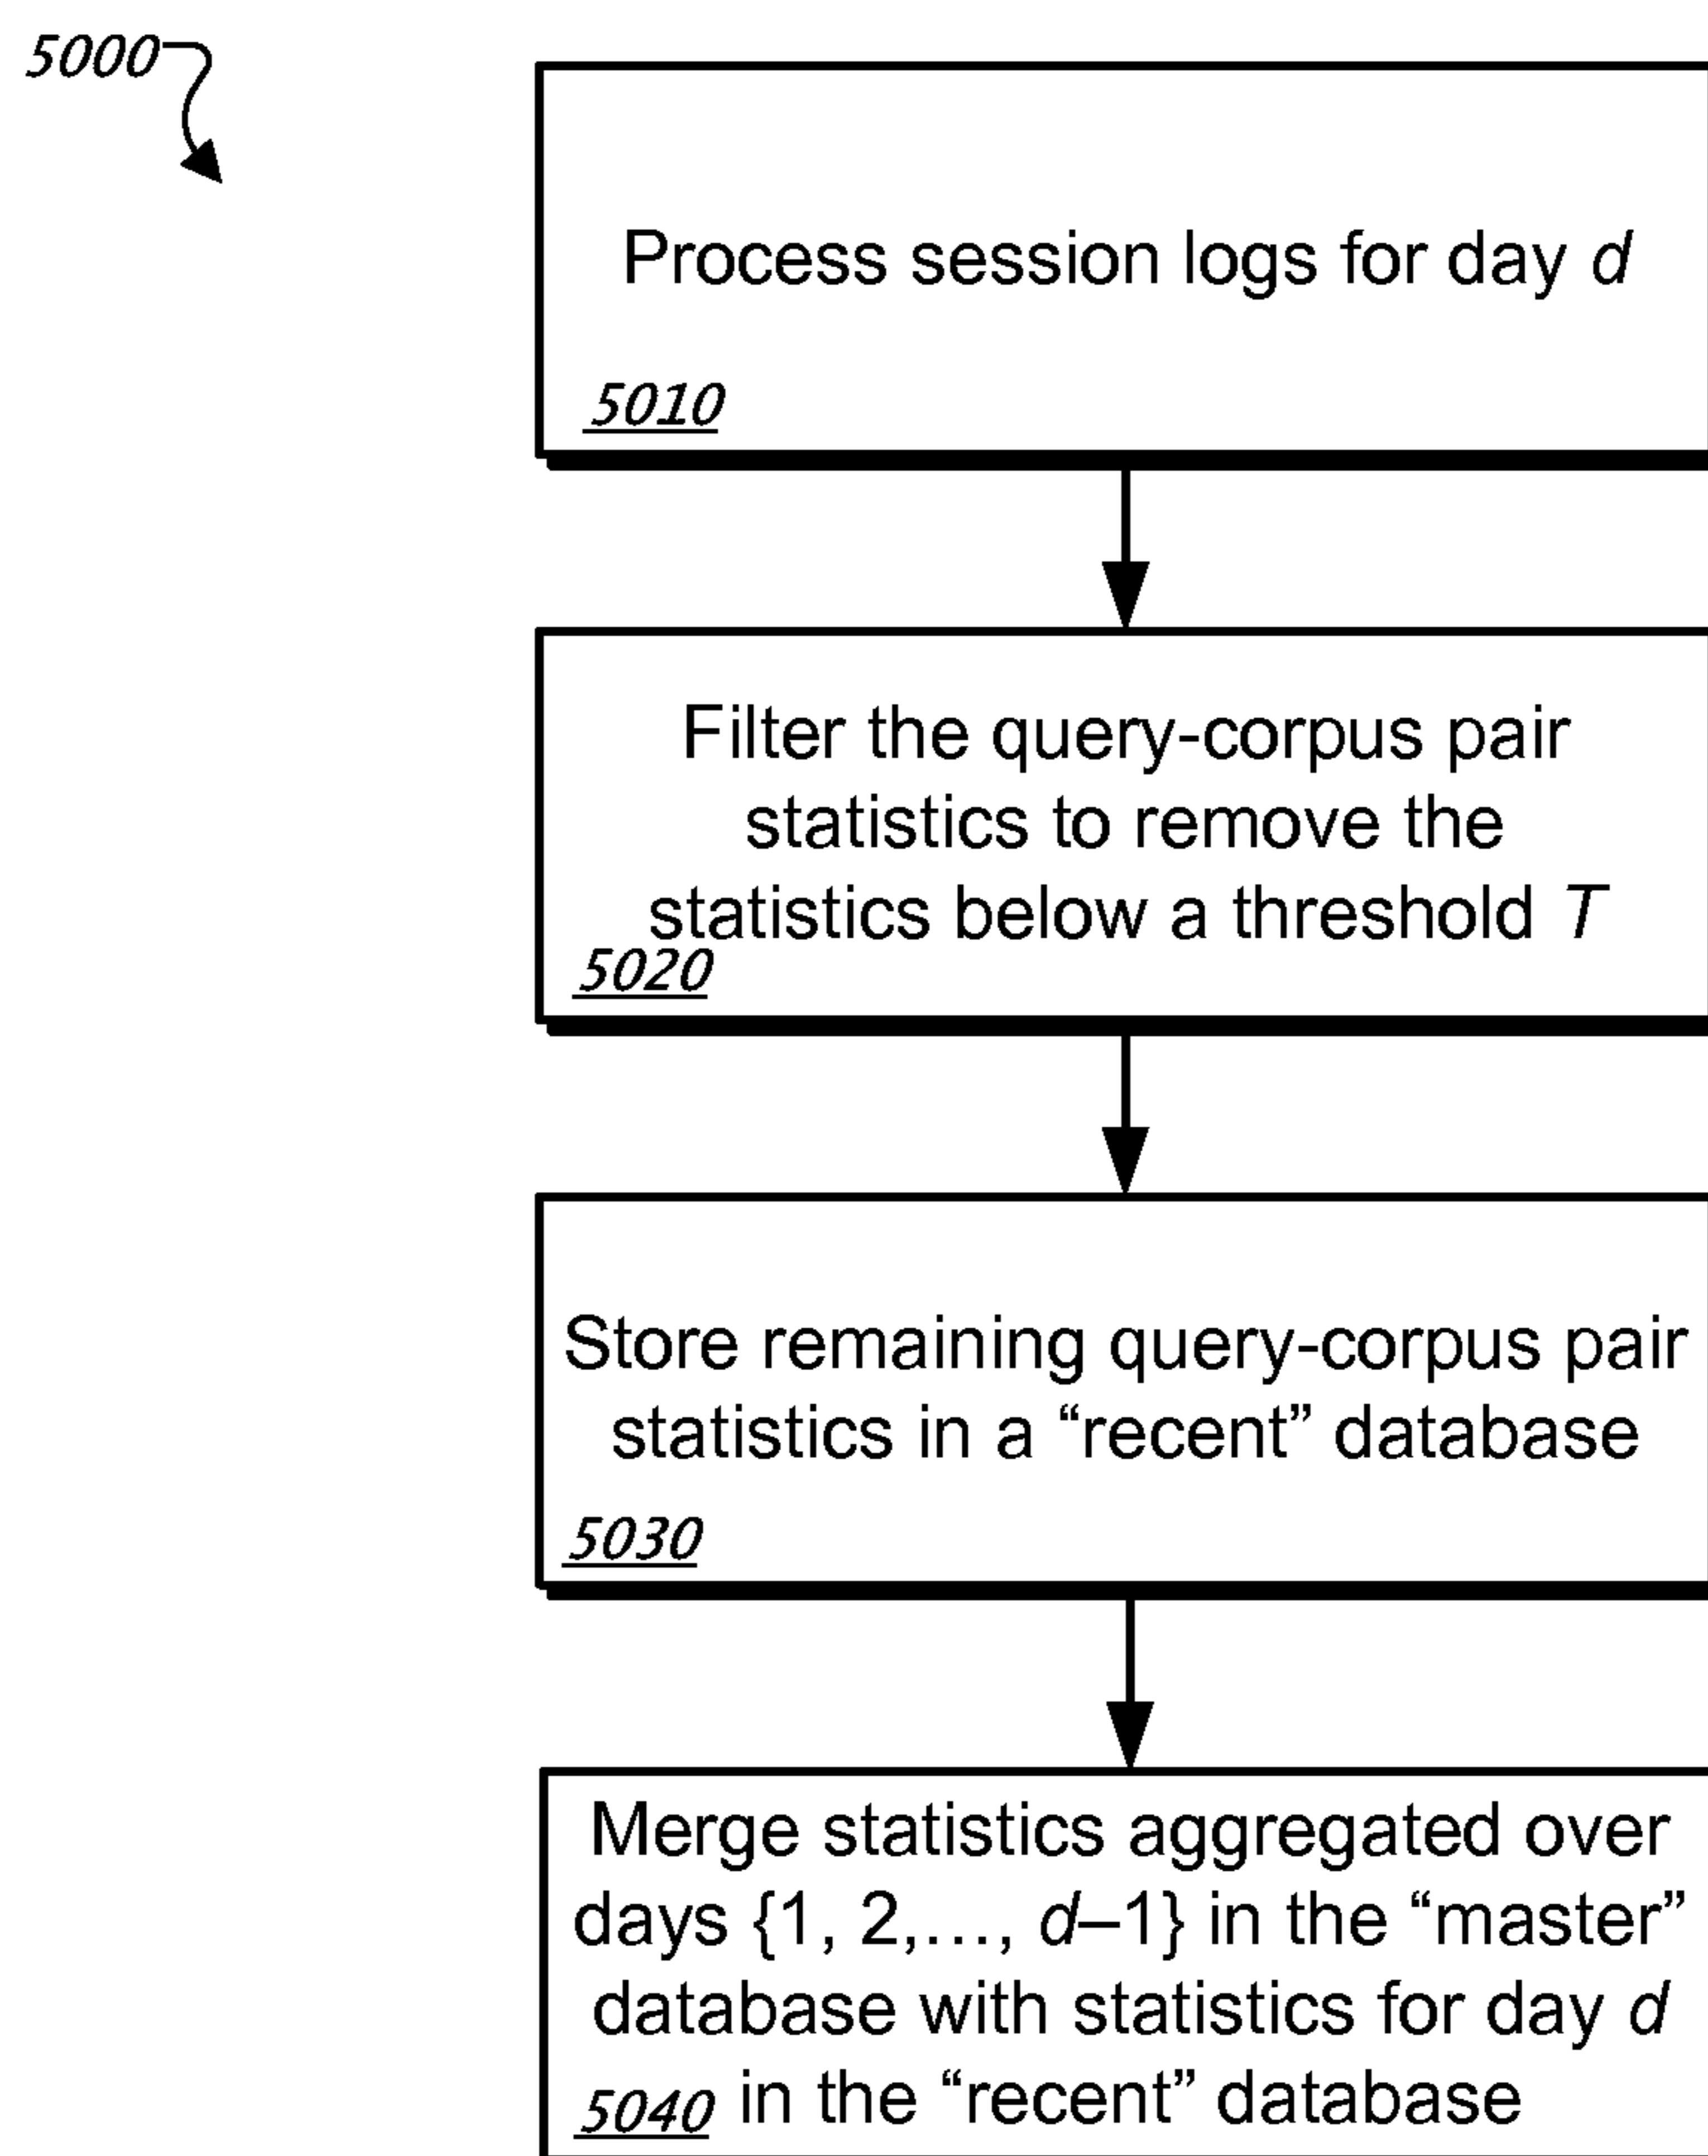 5000
Process session logs for day d
5010
Filter the query-corpus pair
statistics to remove the
statistics below a threshold T
5020
Store remaining query-corpus pair
statistics in a “recent” database
5030
Merge statistics aggregated over
days {1, 2,…, d–1} in the “master”
database with statistics for day d
in the “recent” database
5040